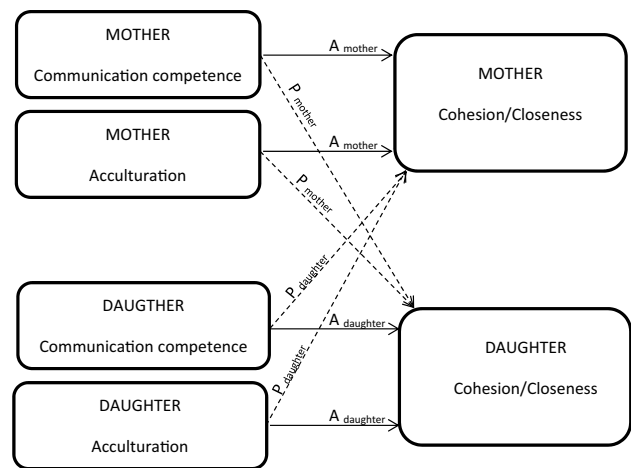 MOTHER
Communication competence
A mother
MOTHER
Cohesion/Closeness
P mother
MOTHER
Acculturation
A mother
P mother
DAUGTHER
Communication competence
P daughter
A daughter
DAUGHTER
Cohesion/Closeness
DAUGHTER
Acculturation
P daughter
A daughter